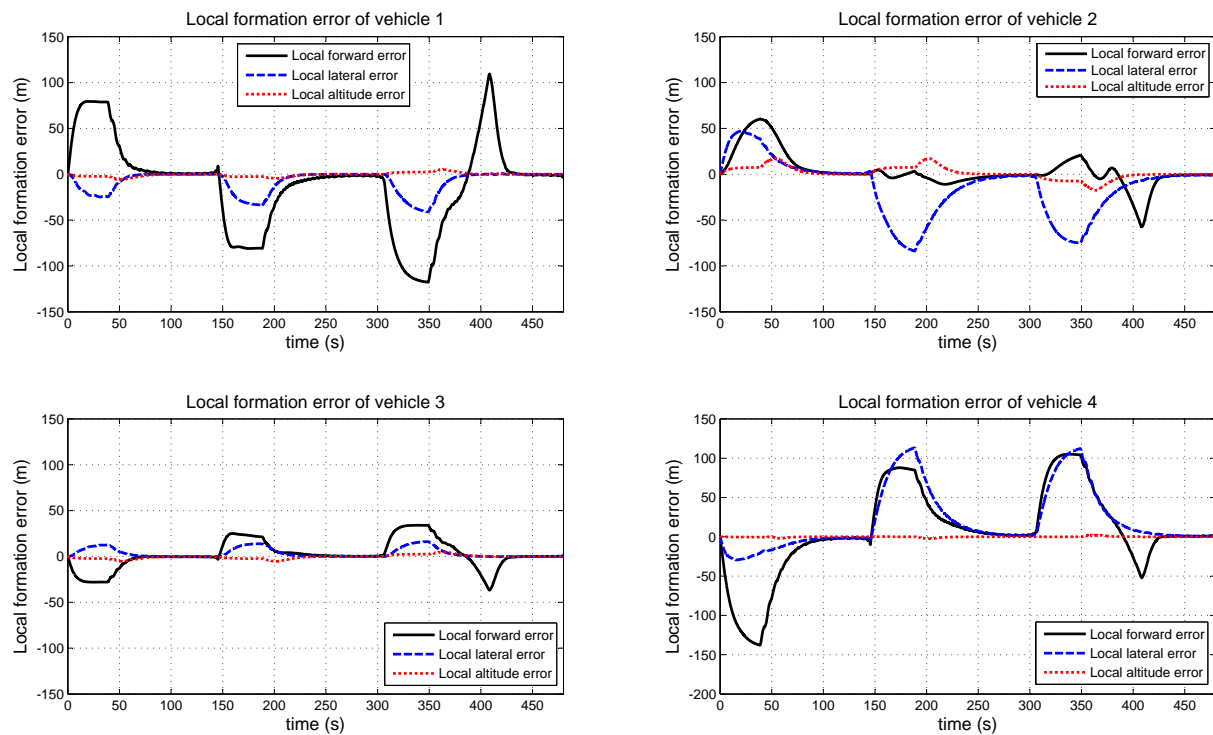 Local formation error of vehicle 1
Local formation error (m)
150
100
50
0
-50
-100
-150
0 50 100 150 200 250 300 350 400 450
time (s)
Local forward error
Local lateral error
Local altitude error
Local formation error of vehicle 2
Local formation error (m)
150
100
50
0
-50
-100
-150
0 50 100 150 200 250 300 350 400 450
time (s)
Local forward error
Local lateral error
Local altitude error
Local formation error of vehicle 3
Local formation error (m)
150
100
50
0
-50
-100
-150
0 50 100 150 200 250 300 350 400 450
time (s)
Local forward error
Local lateral error
Local altitude error
Local formation error of vehicle 4
Local formation error (m)
150
100
50
0
-50
-100
-150
-200
0 50 100 150 200 250 300 350 400 450
time (s)
Local forward error
Local lateral error
Local altitude error